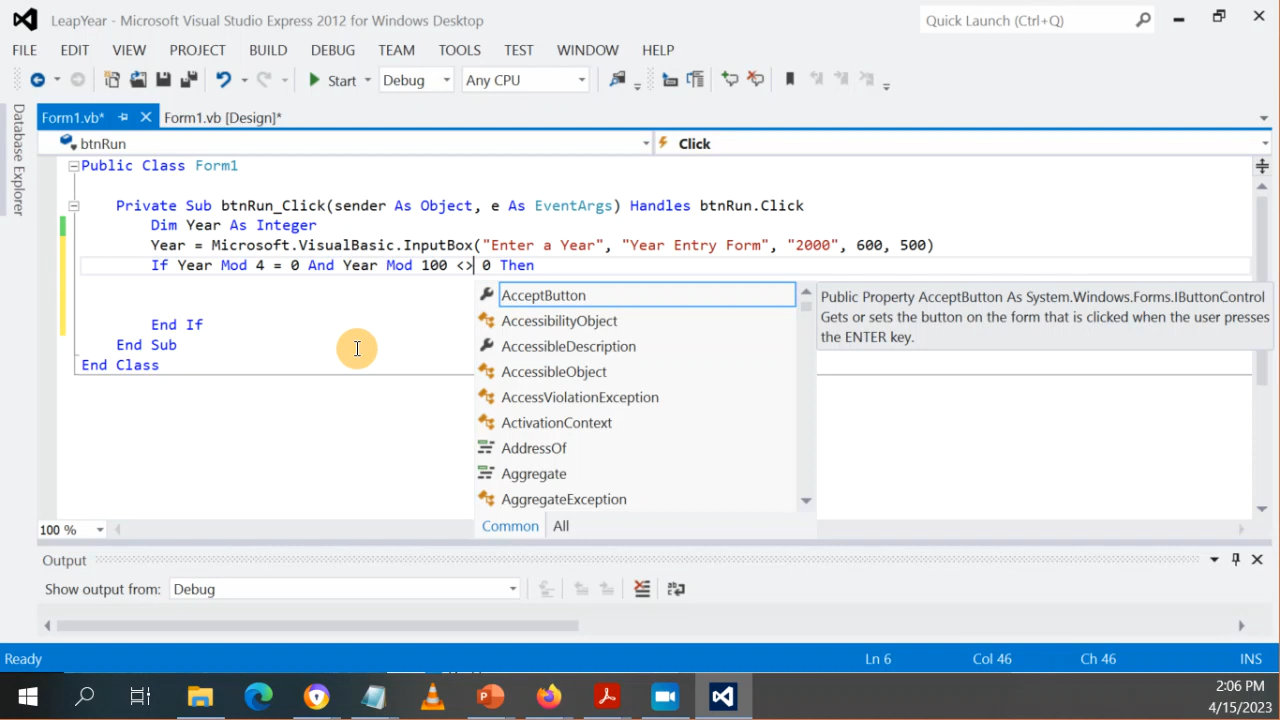 LeapYear - Microsoft Visual Studio Express 2012 for Windows Desktop
Quick Launch (Ctrl+Q)
FILE EDIT VIEW PROJECT BUILD DEBUG TEAM TOOLS TEST WINDOW HELP
Start Debug Any CPU
Database Explorer
Form1.vb* Form1.vb [Design]*
btnRun Click
Public Class Form1
Private Sub btnRun_Click(sender As Object, e As EventArgs) Handles btnRun.Click
Dim Year As Integer
Year = Microsoft.VisualBasic.InputBox("Enter a Year", "Year Entry Form", "2000", 600, 500)
If Year Mod 4 = 0 And Year Mod 100 <> 0 Then
End If
End Sub
End Class
AcceptButton
AccessibilityObject
AccessibleDescription
AccessibleObject
AccessViolationException
ActivationContext
AddressOf
Aggregate
AggregateException
Common All
Public Property AcceptButton As System.Windows.Forms.IButtonControl
Gets or sets the button on the form that is clicked when the user presses
the ENTER key.
100 %
Output
Show output from: Debug
Ready Ln 6 Col 46 Ch 46 INS
2:06 PM
4/15/2023